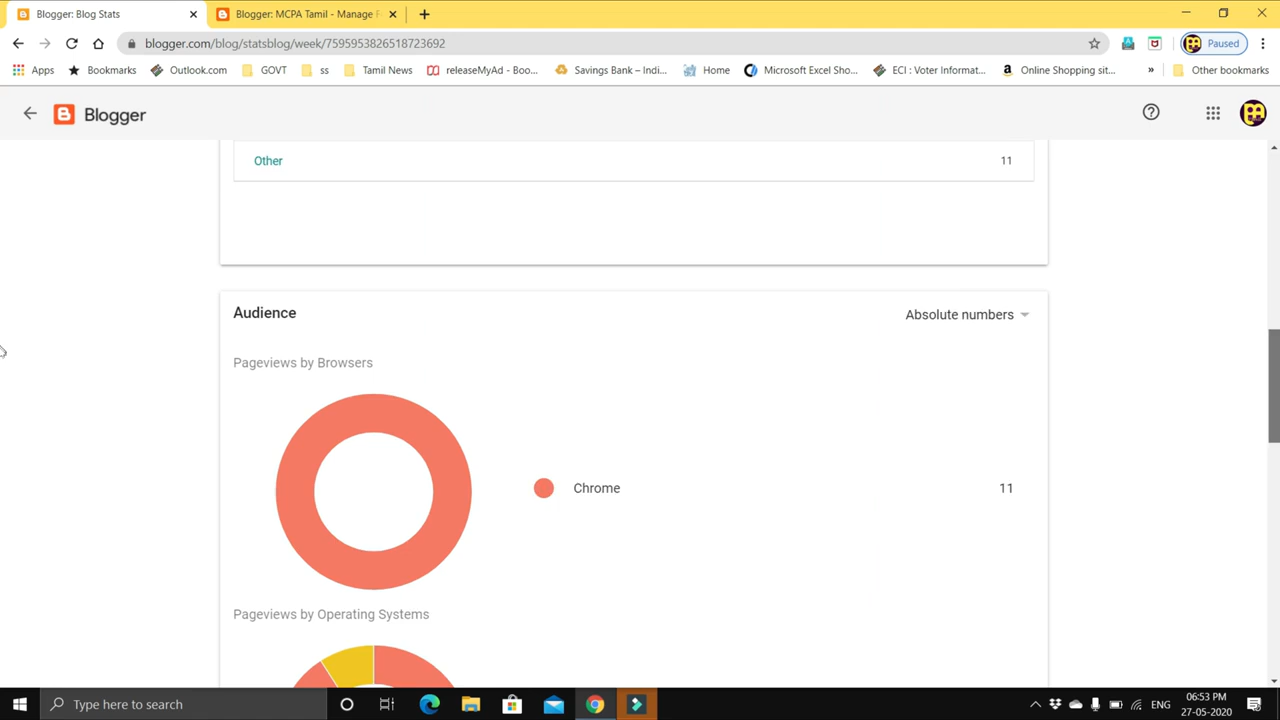 Blogger: Blog Stats
Blogger: MCPA Tamil - Manage
blogger.com/blog/statsblog/week/7595953826518723692
Paused
Apps
Bookmarks
Outlook.com
GOVT
ss
Tamil News
releaseMyAd - Boo...
Savings Bank – Indi...
Home
Microsoft Excel Sho...
ECI : Voter Informat...
Online Shopping sit...
»
Other bookmarks
Blogger
Other 11
Audience
Absolute numbers
Pageviews by Browsers
Chrome 11
Pageviews by Operating Systems
Type here to search
ENG
06:53 PM
27-05-2020